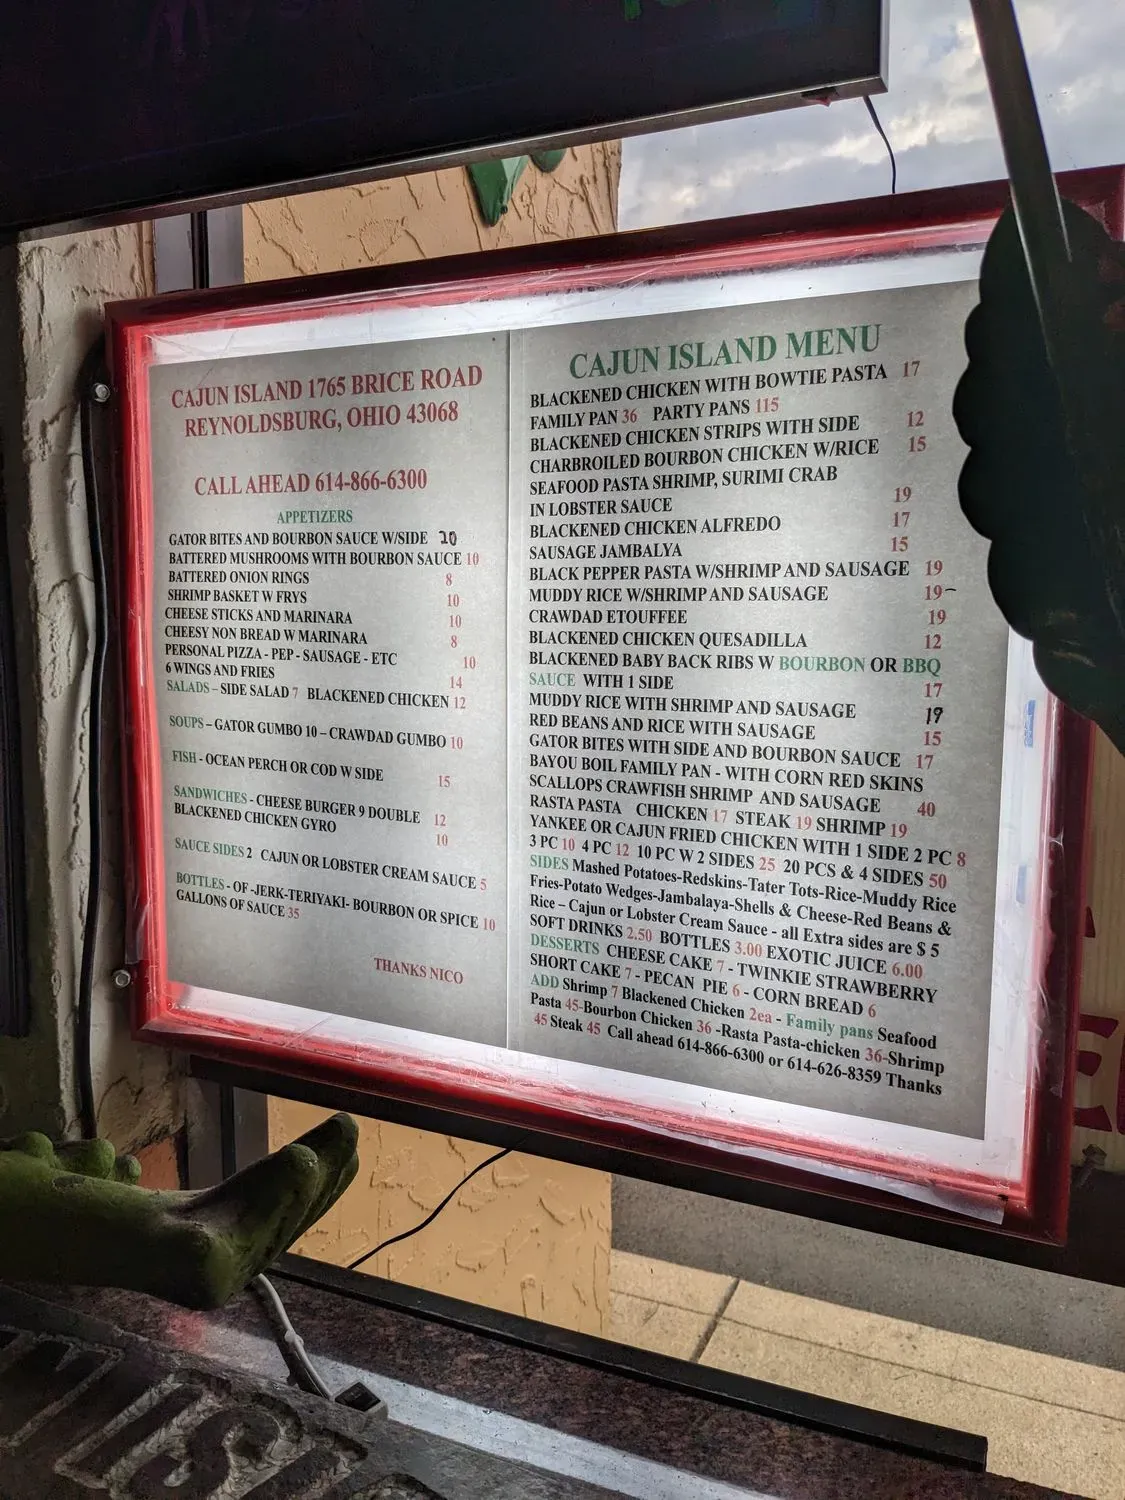 CAJUN ISLAND 1765 BRICE ROAD
REYNOLDSBURG, OHIO 43068
CALL AHEAD 614-866-6300
APPETIZERS
GATOR BITES AND BOURBON SAUCE W/SIDE 10
BATTERED MUSHROOMS WITH BOURBON SAUCE 10
BATTERED ONION RINGS 8
SHRIMP BASKET W FRYS 10
CHEESE STICKS AND MARINARA 10
CHEESY NON BREAD W MARINARA 8
PERSONAL PIZZA - PEP - SAUSAGE - ETC 10
6 WINGS AND FRIES 14
SALADS – SIDE SALAD 7 BLACKENED CHICKEN 12
SOUPS – GATOR GUMBO 10 – CRAWDAD GUMBO 10
FISH - OCEAN PERCH OR COD W SIDE 15
SANDWICHES - CHEESE BURGER 9 DOUBLE 12
BLACKENED CHICKEN GYRO 10
SAUCE SIDES 2 CAJUN OR LOBSTER CREAM SAUCE 5
BOTTLES - OF -JERK-TERIYAKI- BOURBON OR SPICE 10
GALLONS OF SAUCE 35
THANKS NICO
CAJUN ISLAND MENU
BLACKENED CHICKEN WITH BOWTIE PASTA 17
FAMILY PAN 36 PARTY PANS 115
BLACKENED CHICKEN STRIPS WITH SIDE 12
CHARBROILED BOURBON CHICKEN W/RICE 15
SEAFOOD PASTA SHRIMP, SURIMI CRAB
IN LOBSTER SAUCE 19
BLACKENED CHICKEN ALFREDO 17
SAUSAGE JAMBALYA 15
BLACK PEPPER PASTA W/SHRIMP AND SAUSAGE 19
MUDDY RICE W/SHRIMP AND SAUSAGE 19
CRAWDAD ETOUFFEE 19
BLACKENED CHICKEN QUESADILLA 12
BLACKENED BABY BACK RIBS W BOURBON OR BBQ
SAUCE WITH 1 SIDE 17
MUDDY RICE WITH SHRIMP AND SAUSAGE 19
RED BEANS AND RICE WITH SAUSAGE 15
GATOR BITES WITH SIDE AND BOURBON SAUCE 17
BAYOU BOIL FAMILY PAN - WITH CORN RED SKINS
SCALLOPS CRAWFISH SHRIMP AND SAUSAGE 40
RASTA PASTA CHICKEN 17 STEAK 19 SHRIMP 19
YANKEE OR CAJUN FRIED CHICKEN WITH 1 SIDE 2 PC 8
3 PC 10 4 PC 12 10 PC W 2 SIDES 25 20 PCS & 4 SIDES 50
SIDES Mashed Potatoes-Redskins-Tater Tots-Rice-Muddy Rice
Fries-Potato Wedges-Jambalaya-Shells & Cheese-Red Beans &
Rice – Cajun or Lobster Cream Sauce - all Extra sides are $ 5
SOFT DRINKS 2.50 BOTTLES 3.00 EXOTIC JUICE 6.00
DESSERTS CHEESE CAKE 7 - TWINKIE STRAWBERRY
SHORT CAKE 7 - PECAN PIE 6 - CORN BREAD 6
ADD Shrimp 7 Blackened Chicken 2ea - Family pans Seafood
Pasta 45-Bourbon Chicken 36 -Rasta Pasta-chicken 36-Shrimp
45 Steak 45 Call ahead 614-866-6300 or 614-626-8359 Thanks